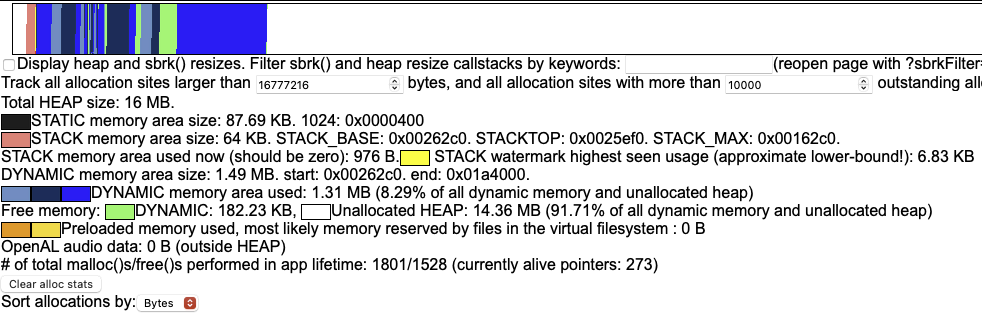 Display heap and sbrk() resizes. Filter sbrk() and heap resize callstacks by keywords: (reopen page with ?sbrkFilter=
Track all allocation sites larger than 16777216 bytes, and all allocation sites with more than 10000 outstanding all
Total HEAP size: 16 MB.
STATIC memory area size: 87.69 KB. 1024: 0x0000400
STACK memory area size: 64 KB. STACK_BASE: 0x00262c0. STACKTOP: 0x0025ef0. STACK_MAX: 0x00162c0.
STACK memory area used now (should be zero): 976 B. STACK watermark highest seen usage (approximate lower-bound!): 6.83 KB
DYNAMIC memory area size: 1.49 MB. start: 0x00262c0. end: 0x01a4000.
DYNAMIC memory area used: 1.31 MB (8.29% of all dynamic memory and unallocated heap)
Free memory: DYNAMIC: 182.23 KB, Unallocated HEAP: 14.36 MB (91.71% of all dynamic memory and unallocated heap)
Preloaded memory used, most likely memory reserved by files in the virtual filesystem : 0 B
OpenAL audio data: 0 B (outside HEAP)
# of total malloc()s/free()s performed in app lifetime: 1801/1528 (currently alive pointers: 273)
Clear alloc stats
Sort allocations by: Bytes